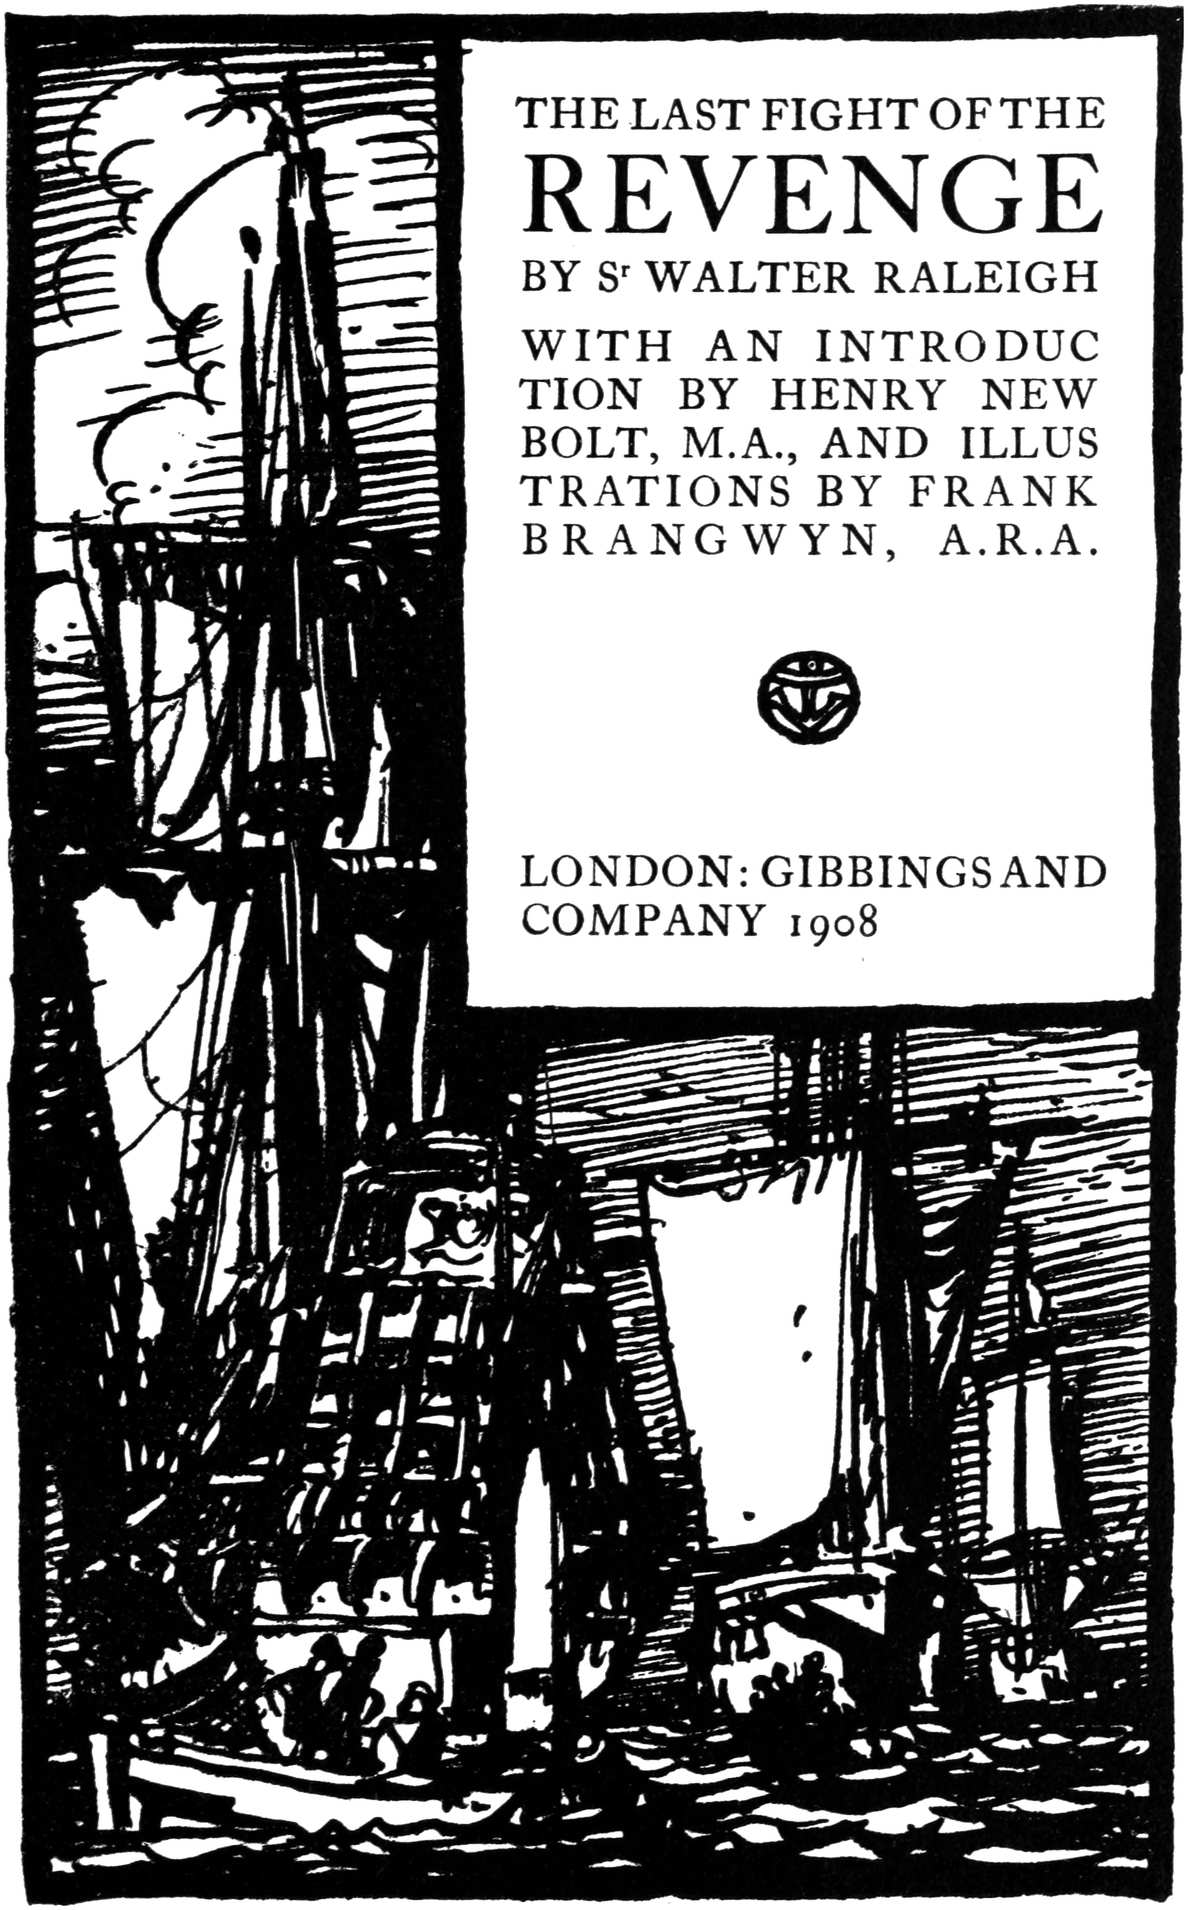 THE LAST FIGHT OF THE
REVENGE
BY Sr WALTER RALEIGH
WITH AN INTRODUC
TION BY HENRY NEW
BOLT, M.A., AND ILLUS
TRATIONS BY FRANK
BRANGWYN, A.R.A.
LONDON: GIBBINGS AND
COMPANY 1908